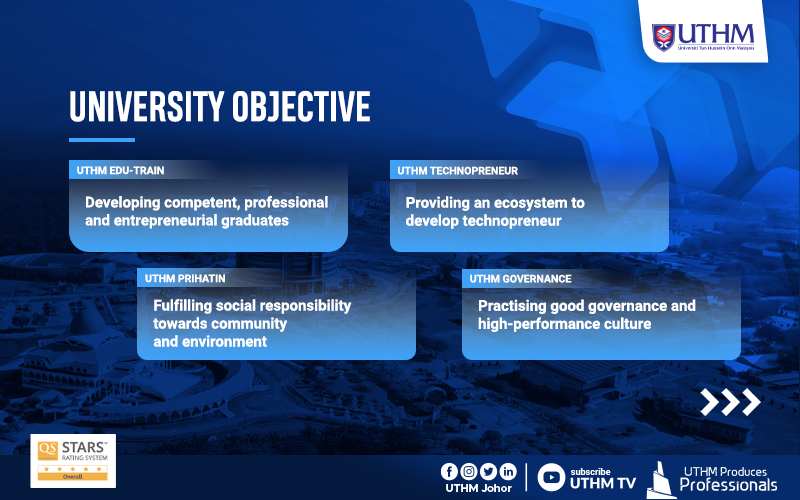 UTHM
Universiti Tun Hussein Onn Malaysia
UNIVERSITY OBJECTIVE
UTHM EDU-TRAIN
Developing competent, professional
and entrepreneurial graduates
UTHM TECHNOPRENEUR
Providing an ecosystem to
develop technopreneur
UTHM PRIHATIN
Fulfilling social responsibility
towards community
and environment
UTHM GOVERNANCE
Practising good governance and
high-performance culture
QS
STARS™
RATING SYSTEM
Overall
UTHM Johor
subscribe
UTHM TV
UTHM PRODUCES
Professionals